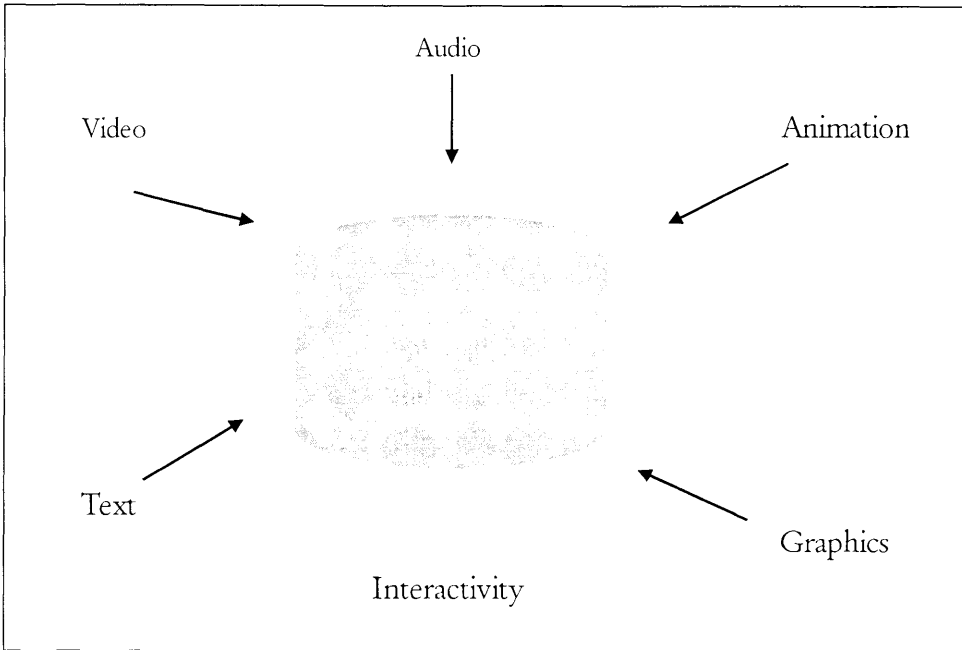 Audio
Video
Animation
Text
Graphics
Interactivity